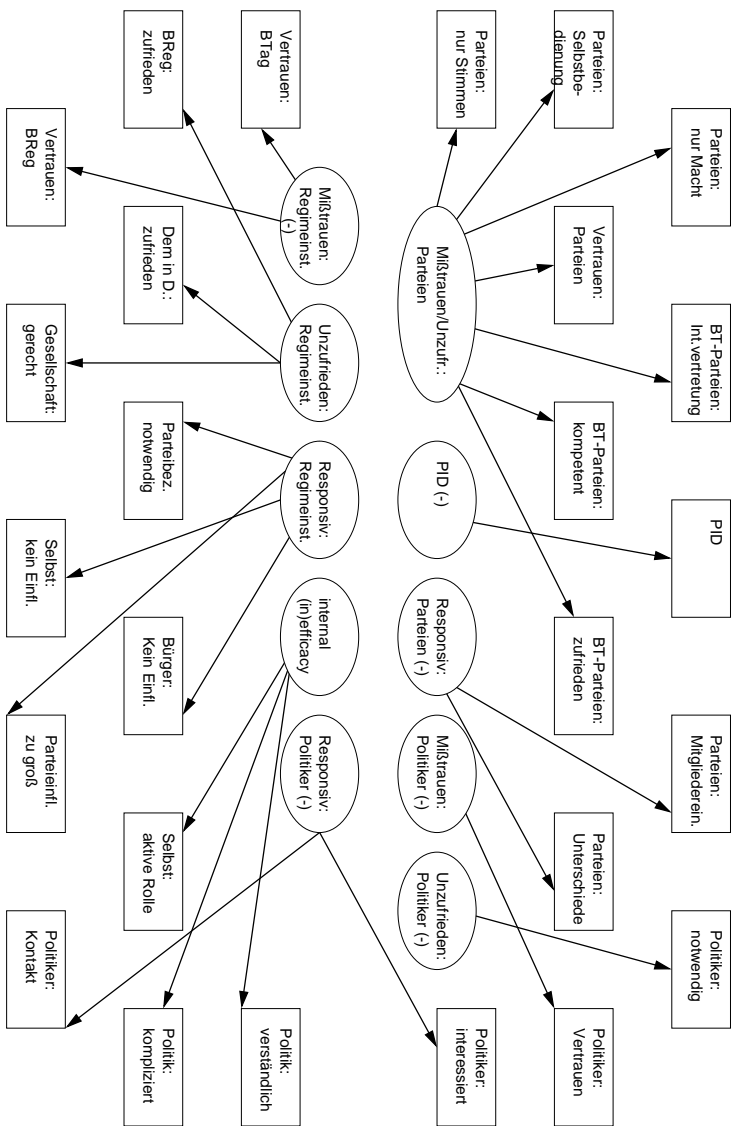 Parteien:
nur Macht
BT-Parteien:
Int.vertretung
PID
Parteien:
Mitgliederein.
Politiker:
notwendig
Parteien:
Selbstbe-
dienung
Vertrauen:
Parteien
BT-Parteien:
kompetent
BT-Parteien:
zufrieden
Parteien:
Unterschiede
Politiker:
Vertrauen
Parteien:
nur Stimmen
Politiker:
interessiert
Mißtrauen/Unzufr.:
Parteien
PID (-)
Responsiv:
Parteien (-)
Mißtrauen:
Politiker (-)
Unzufrieden:
Politiker (-)
Mißtrauen:
Regimeinst.
(-)
Unzufrieden:
Regimeinst.
Responsiv:
Regimeinst.
internal
(in)efficacy
Responsiv:
Politiker (-)
Vertrauen:
BTag
Politik:
verständlich
BReg:
zufrieden
Dem in D.:
zufrieden
Parteibez.
notwendig
Bürger:
Kein Einfl.
Selbst:
aktive Rolle
Politik:
kompliziert
Vertrauen:
BReg
Gesellschaft:
gerecht
Selbst:
kein Einfl.
Parteieinfl.
zu groß
Politiker:
Kontakt